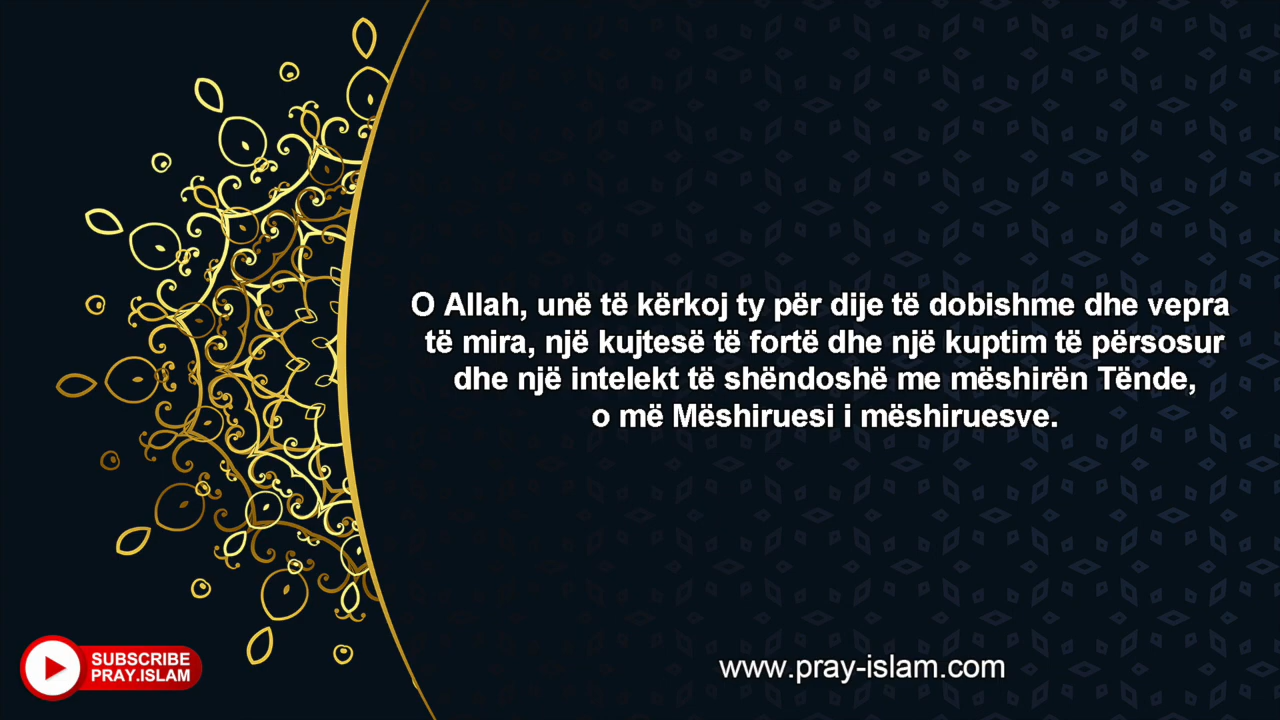 O Allah, unë të kërkoj ty për dije të dobishme dhe vepra
të mira, një kujtesë të fortë dhe një kuptim të përsosur
dhe një intelekt të shëndoshë me mëshirën Tënde,
o më Mëshiruesi i mëshiruesve.
SUBSCRIBE
PRAY.ISLAM
www.pray-islam.com